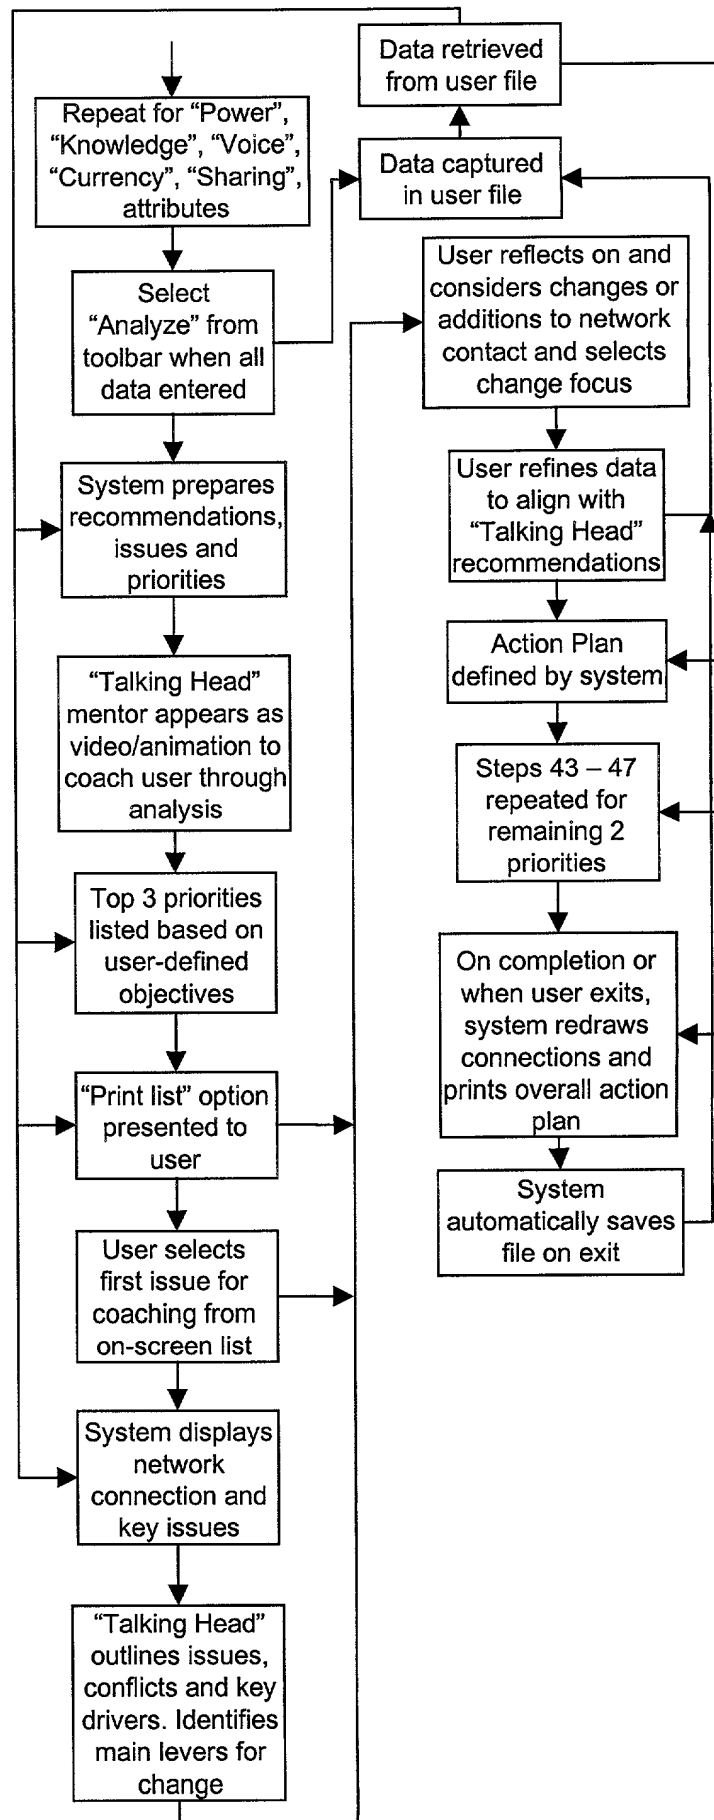 Data retrieved
from user file
Repeat for “Power”,
“Knowledge”, “Voice”,
“Currency”, “Sharing”,
attributes
Data captured
in user file
Select
“Analyze” from
toolbar when all
data entered
System prepares
recommendations,
issues and
priorities
“Talking Head”
mentor appears as
video/animation to
coach user through
analysis
Top 3 priorities
listed based on
user-defined
objectives
“Print list” option
presented to
user
User selects
first issue for
coaching from
on-screen list
System displays
network
connection and
key issues
“Talking Head”
outlines issues,
conflicts and key
drivers. Identifies
main levers for
change
User reflects on and
considers changes or
additions to network
contact and selects
change focus
User refines data
to align with
“Talking Head”
recommendations
Action Plan
defined by system
Steps 43 – 47
repeated for
remaining 2
priorities
On completion or
when user exits,
system redraws
connections and
prints overall action
plan
System
automatically saves
file on exit